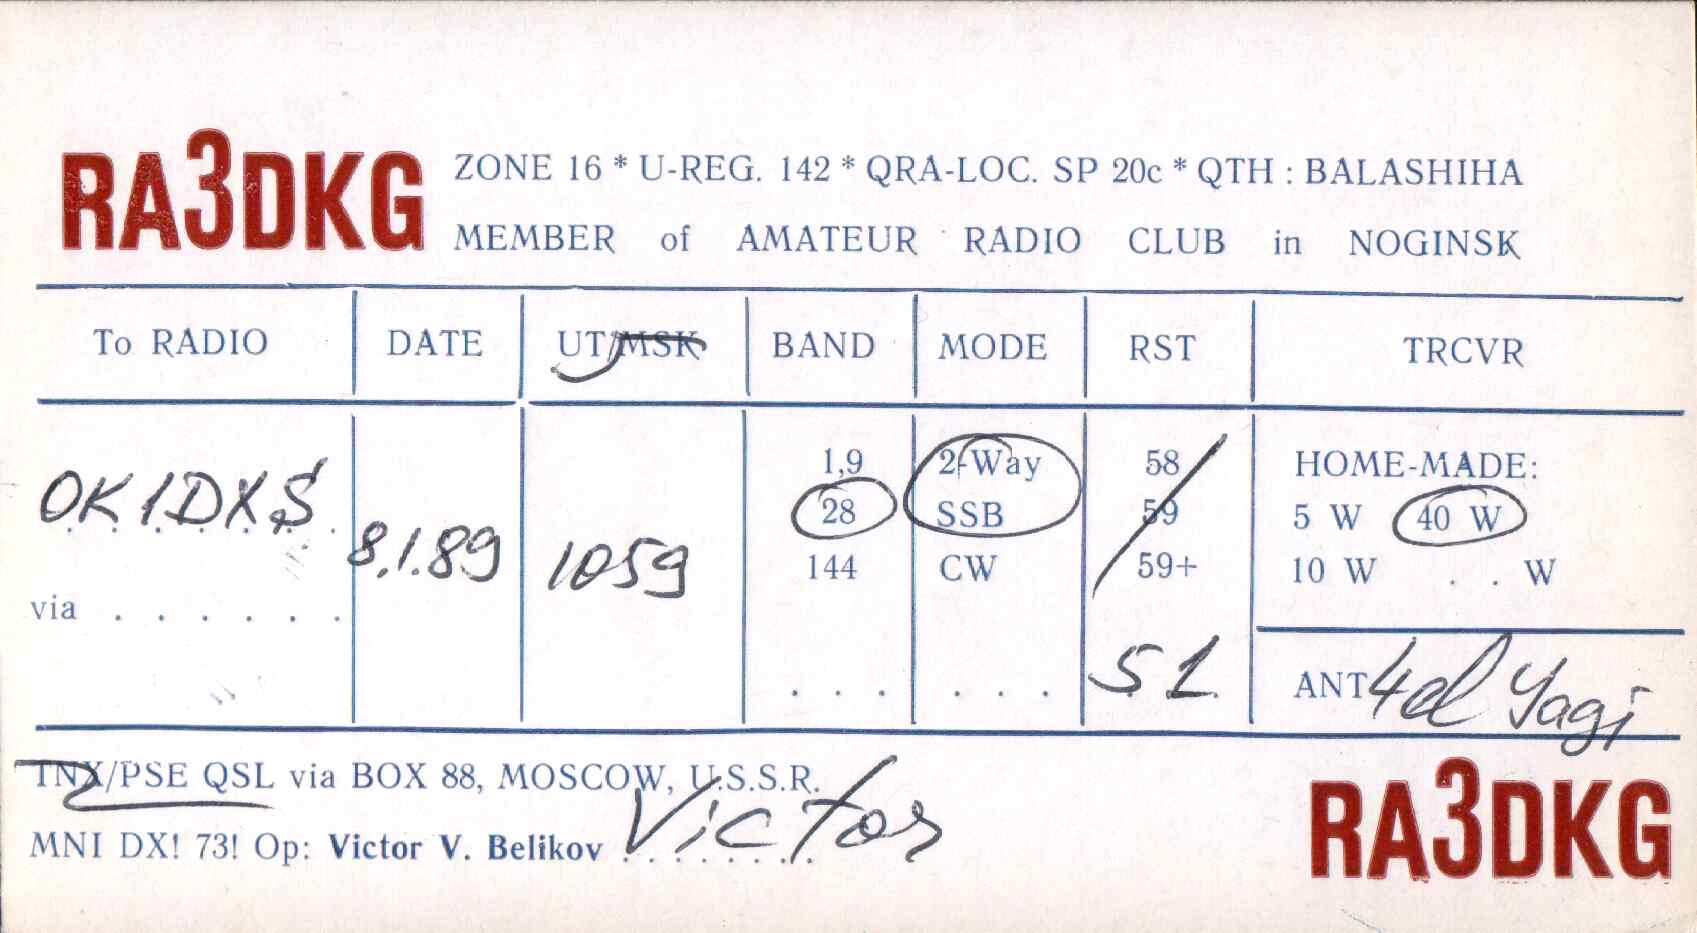 RA3DKG
ZONE 16 * U-REG. 142 * QRA-LOC. SP 20c * QTH : BALASHIHA
MEMBER of AMATEUR RADIO CLUB in NOGINSK
To RADIO DATE UT/MSK BAND MODE RST TRCVR
OK1DXS 8.1.89 1059
1,9 2-Way 58 HOME-MADE:
28 SSB 59 5 W 40 W
144 CW 59+ 10 W . . W
via . . . . . .
. . . . . . 51 ANT 4el Yagi
TNX/PSE QSL via BOX 88, MOSCOW, U.S.S.R.
MNI DX! 73! Op: Victor V. Belikov Victor
RA3DKG